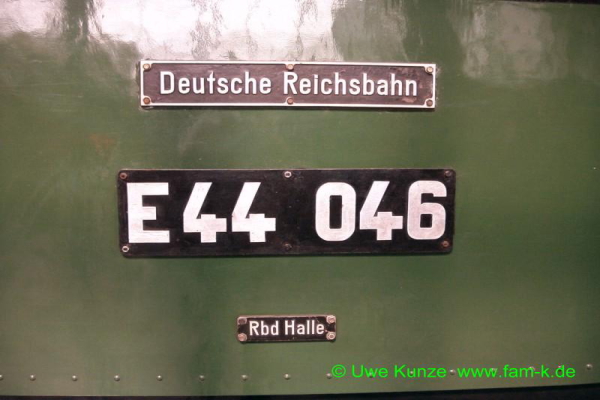 Deutsche Reichsbahn
E44 046
Rbd Halle
© Uwe Kunze www.fam-k.de